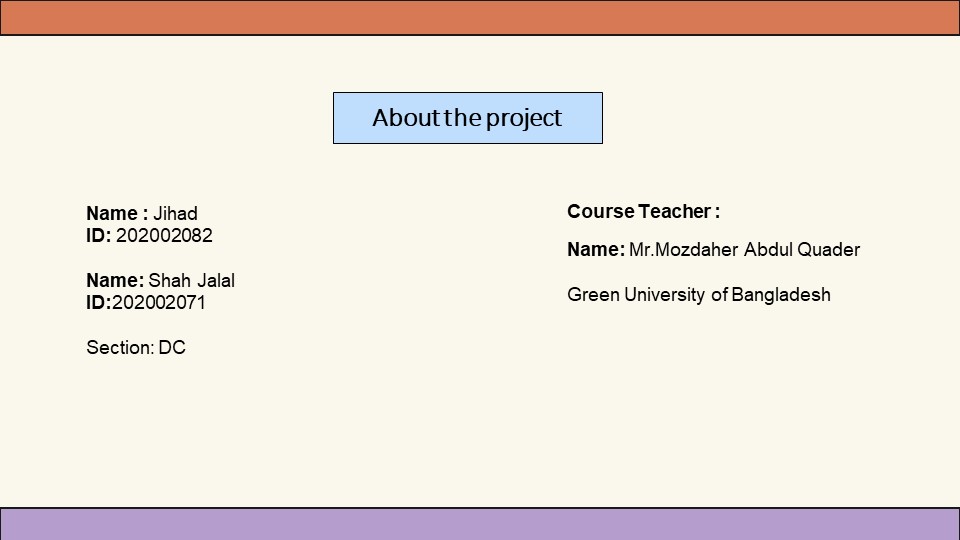 About the project
Name : Jihad
ID: 202002082
Name: Shah Jalal
ID:202002071
Section: DC
Course Teacher :
Name: Mr.Mozdaher Abdul Quader
Green University of Bangladesh